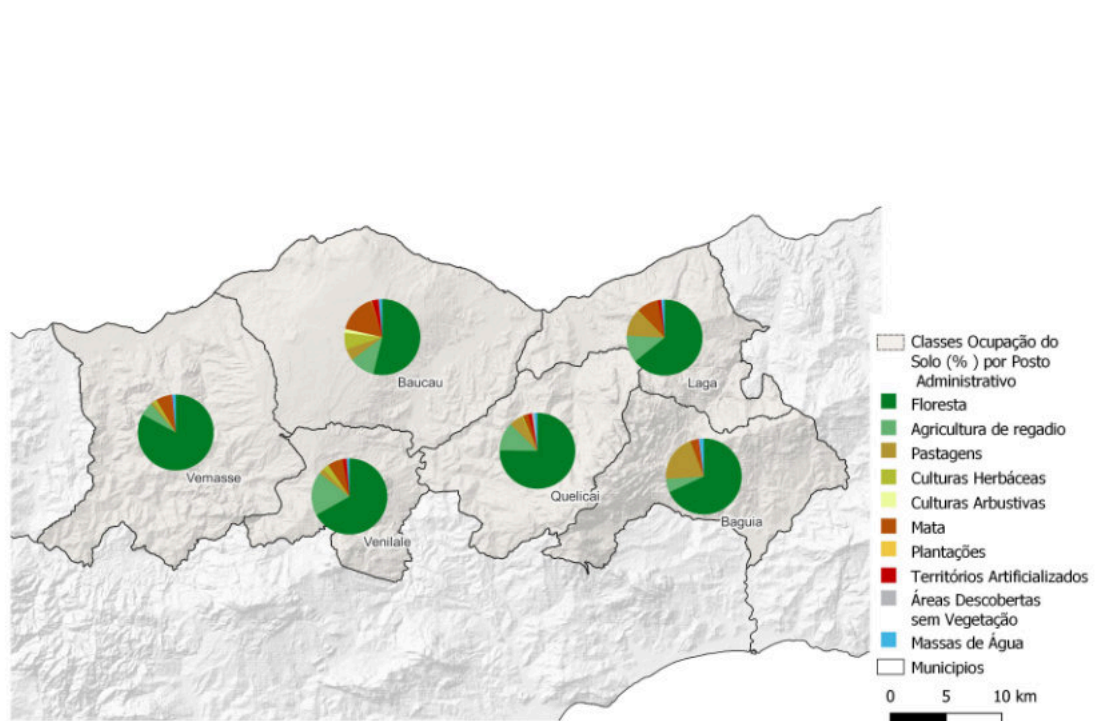 Baucau
Laga
Vemasse
Quelicai
Baguia
Venilale
Classes Ocupação do
Solo (% ) por Posto
Administrativo
Floresta
Agricultura de regadio
Pastagens
Culturas Herbáceas
Culturas Arbustivas
Mata
Plantações
Territórios Artificializados
Áreas Descobertas
sem Vegetação
Massas de Água
Municipios
0 5 10 km